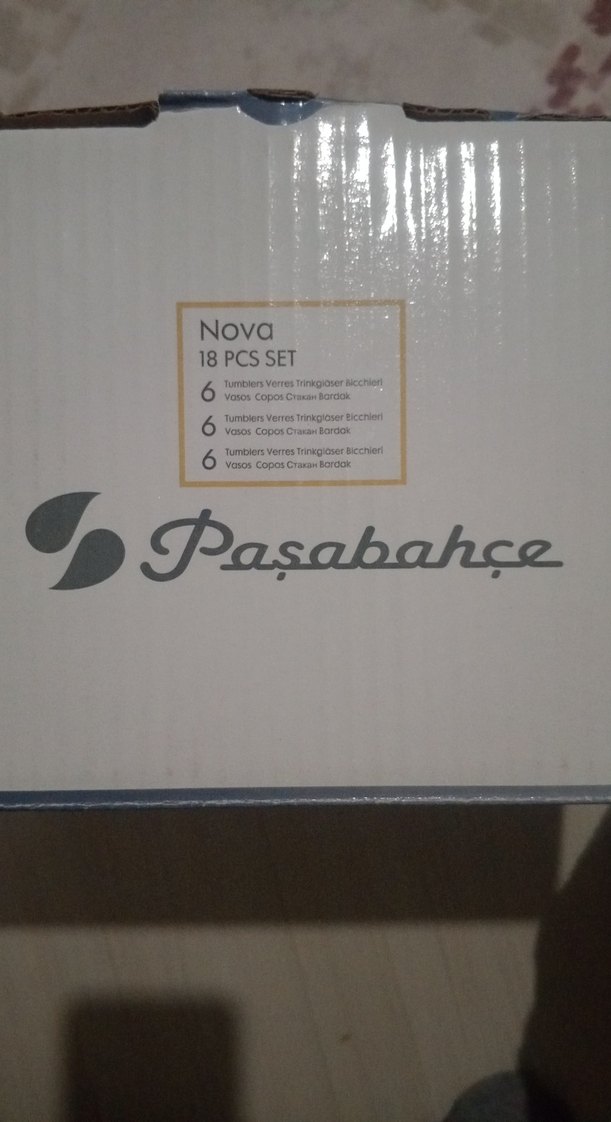 Nova
18 PCS SET
6 Tumblers Verres Trinkgläser Bicchieri
Vasos Copos Стакан Bardak
6 Tumblers Verres Trinkgläser Bicchieri
Vasos Copos Стакан Bardak
6 Tumblers Verres Trinkgläser Bicchieri
Vasos Copos Стакан Bardak
Paşabahçe